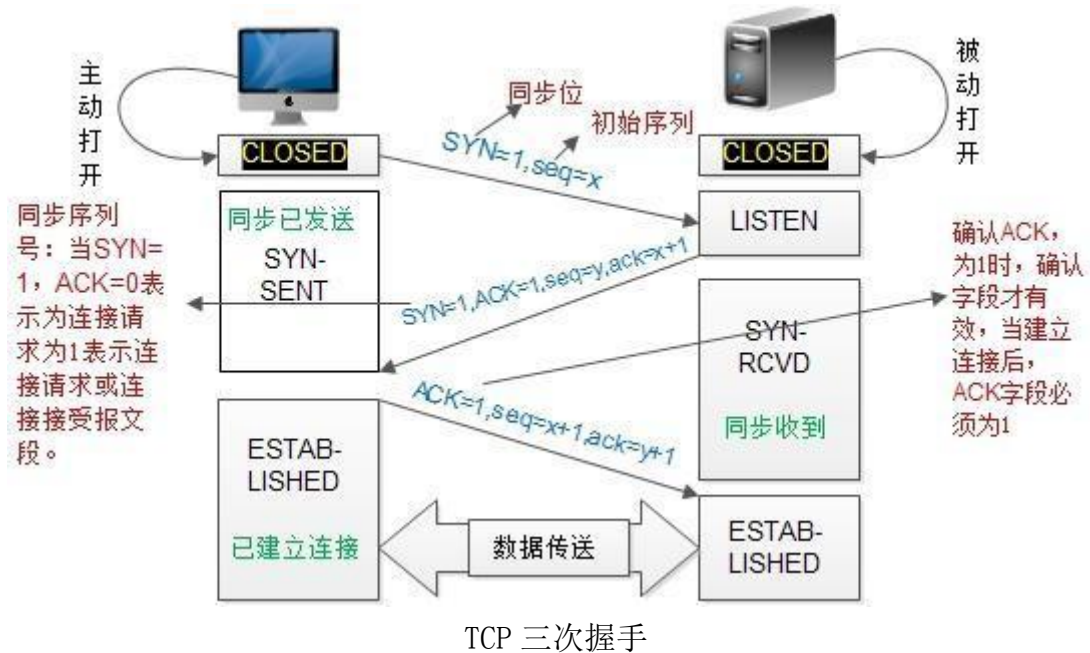 主
动
打
开
被
动
打
开
同步位
初始序列
CLOSED
SYN=1,seq=x
CLOSED
同步序列
号：当SYN=
1，ACK=0表
示为连接请
求为1表示连
接请求或连
接接受报文
段。
同步已发送
SYN-
SENT
LISTEN
SYN=1,ACK=1,seq=y,ack=x+1
确认ACK，
为1时，确认
字段才有
效，当建立
连接后，
ACK字段必
须为1
SYN-
RCVD
同步收到
ACK=1,seq=x+1,ack=y+1
ESTAB-
LISHED
已建立连接
数据传送
ESTAB-
LISHED
TCP 三次握手